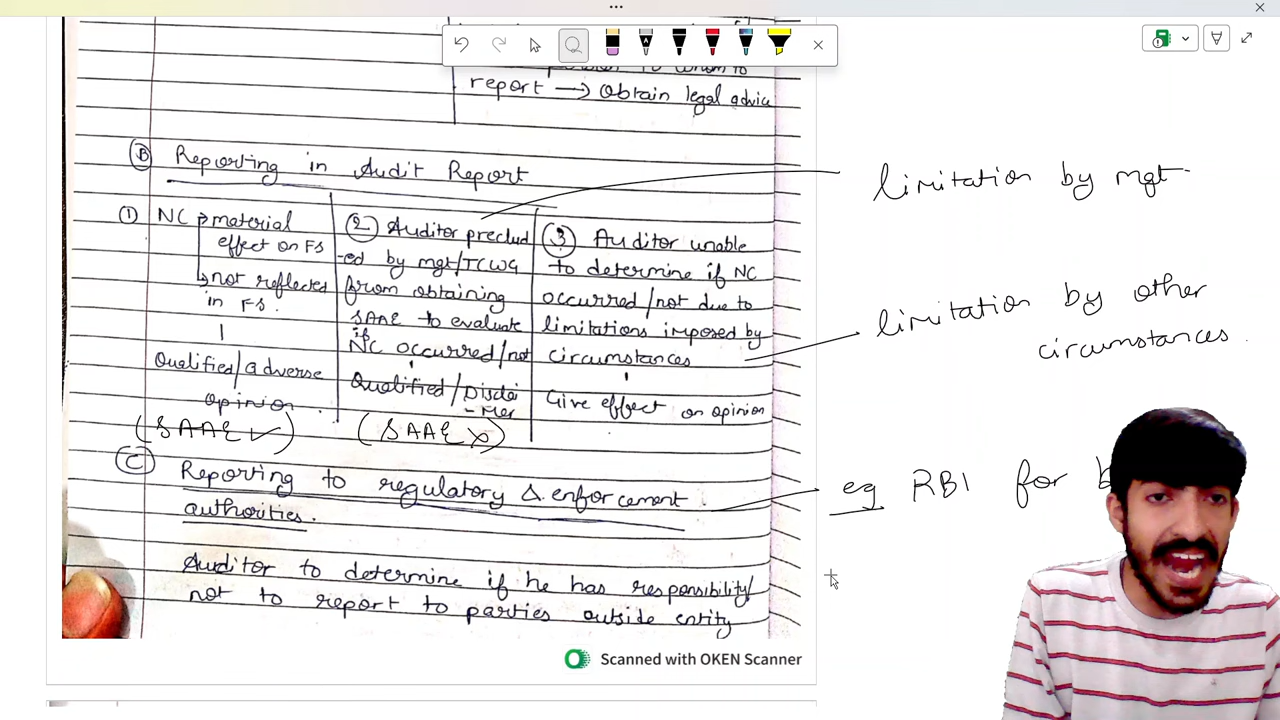 report → obtain legal advice
Ⓑ Reporting in Audit Report
① NC → material
effect on FS
→ not reflected
in FS.
Qualified/adverse
opinion.
(SAAE ✓)
② Auditor preclud
-ed by mgt/TCWG
from obtaining
SAAE to evaluate
if
NC occurred/not
Qualified/Disclai
-mer
(SAAE ✗)
③ Auditor unable
to determine if NC
occurred/not due to
limitations imposed by
circumstances
Give effect on opinion
limitation by mgt
limitation by other
circumstances.
Ⓒ Reporting to regulatory & enforcement
authorities.
eg RBI for
Auditor to determine if he has responsibility/
not to report to parties outside entity
Scanned with OKEN Scanner